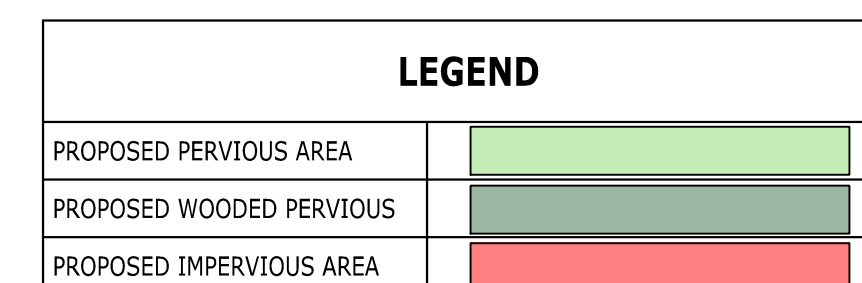 LEGEND
PROPOSED PERVIOUS AREA
PROPOSED WOODED PERVIOUS
PROPOSED IMPERVIOUS AREA